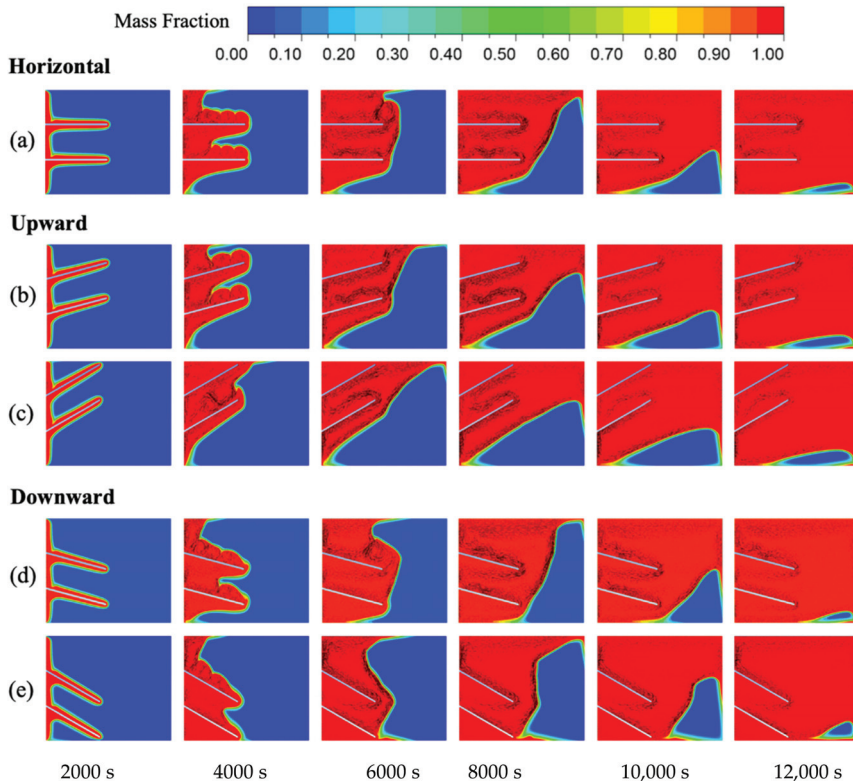 Mass Fraction
0.00 0.10 0.20 0.30 0.40 0.50 0.60 0.70 0.80 0.90 1.00
Horizontal
(a)
Upward
(b)
(c)
Downward
(d)
(e)
2000 s 4000 s 6000 s 8000 s 10,000 s 12,000 s